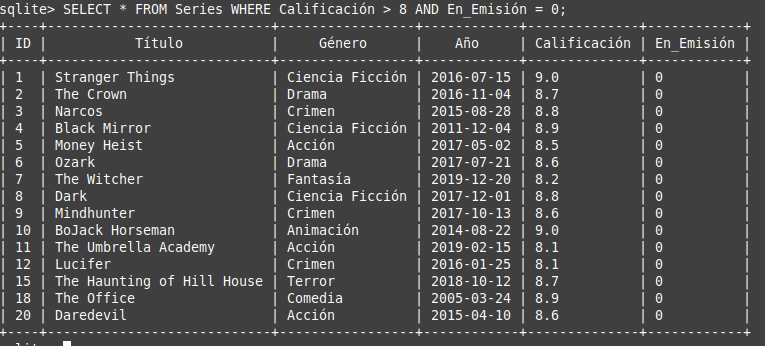 sqlite> SELECT * FROM Series WHERE Calificación > 8 AND En_Emisión = 0;
+----+---------------------------+-----------------+------------+--------------+------------+
| ID | Título | Género | Año | Calificación | En_Emisión |
+----+---------------------------+-----------------+------------+--------------+------------+
| 1 | Stranger Things | Ciencia Ficción | 2016-07-15 | 9.0 | 0 |
| 2 | The Crown | Drama | 2016-11-04 | 8.7 | 0 |
| 3 | Narcos | Crimen | 2015-08-28 | 8.8 | 0 |
| 4 | Black Mirror | Ciencia Ficción | 2011-12-04 | 8.9 | 0 |
| 5 | Money Heist | Acción | 2017-05-02 | 8.5 | 0 |
| 6 | Ozark | Drama | 2017-07-21 | 8.6 | 0 |
| 7 | The Witcher | Fantasía | 2019-12-20 | 8.2 | 0 |
| 8 | Dark | Ciencia Ficción | 2017-12-01 | 8.8 | 0 |
| 9 | Mindhunter | Crimen | 2017-10-13 | 8.6 | 0 |
| 10 | BoJack Horseman | Animación | 2014-08-22 | 9.0 | 0 |
| 11 | The Umbrella Academy | Acción | 2019-02-15 | 8.1 | 0 |
| 12 | Lucifer | Crimen | 2016-01-25 | 8.1 | 0 |
| 15 | The Haunting of Hill House | Terror | 2018-10-12 | 8.7 | 0 |
| 18 | The Office | Comedia | 2005-03-24 | 8.9 | 0 |
| 20 | Daredevil | Acción | 2015-04-10 | 8.6 | 0 |
+----+---------------------------+-----------------+------------+--------------+------------+